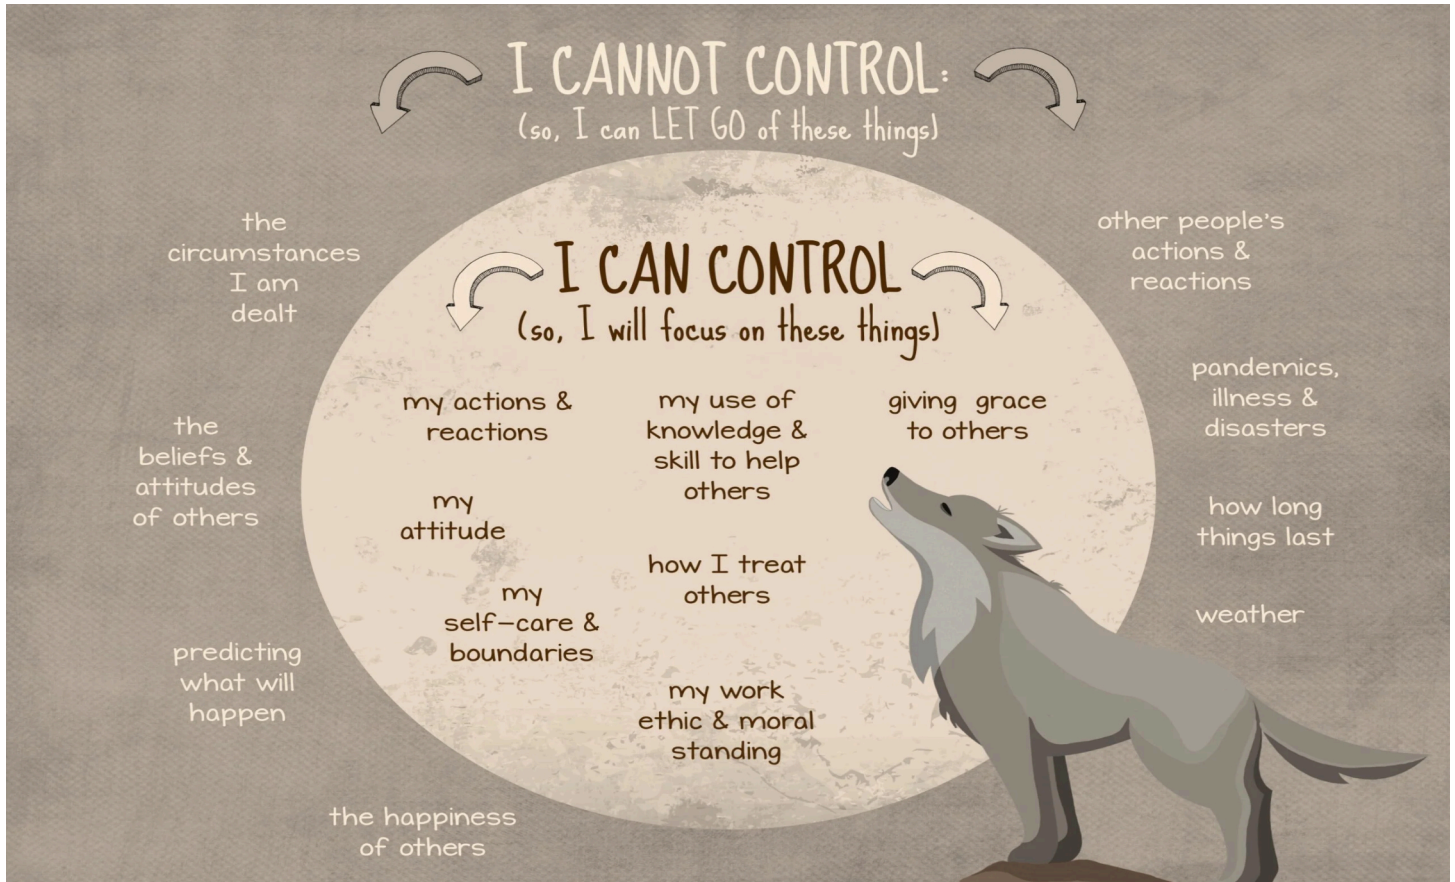 I CANNOT CONTROL:
(so, I can LET GO of these things)
the
circumstances
I am
dealt
the
beliefs &
attitudes
of others
predicting
what will
happen
the happiness
of others
other people's
actions &
reactions
pandemics,
illness &
disasters
how long
things last
weather
I CAN CONTROL
(so, I will focus on these things)
my actions &
reactions
my
attitude
my
self-care &
boundaries
my use of
knowledge &
skill to help
others
how I treat
others
my work
ethic & moral
standing
giving grace
to others